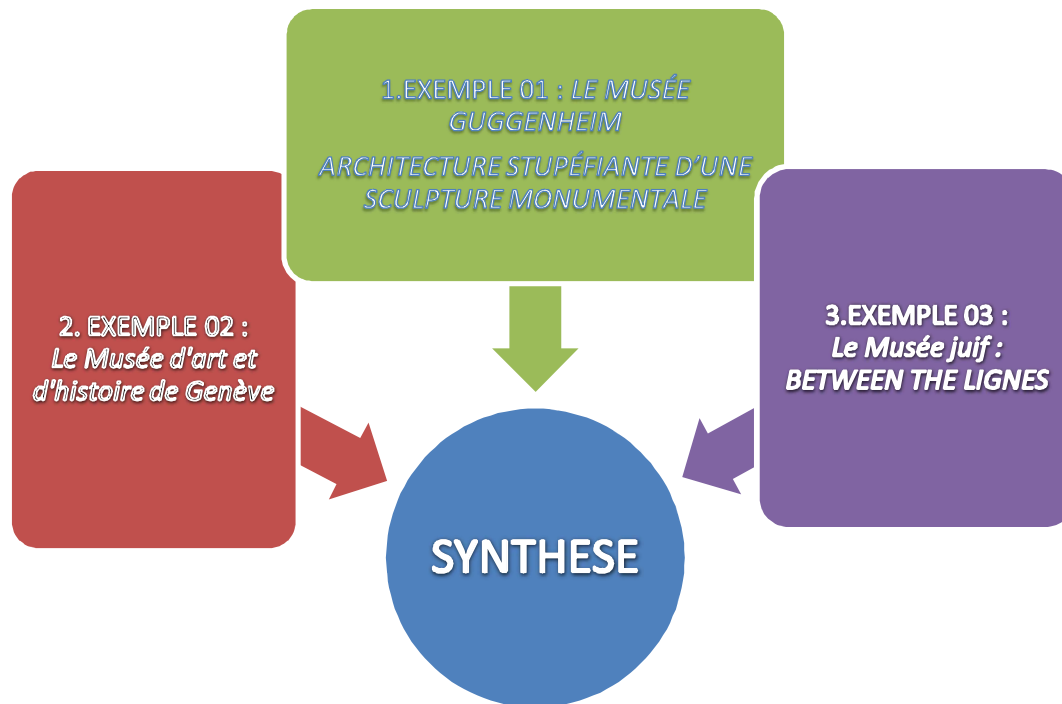 1.EXEMPLE 01 : LE MUSÉE
GUGGENHEIM
ARCHITECTURE STUPÉFIANTE D'UNE
SCULPTURE MONUMENTALE
2. EXEMPLE 02 :
Le Musée d'art et
d'histoire de Genève
3.EXEMPLE 03 :
Le Musée juif :
BETWEEN THE LIGNES
SYNTHESE